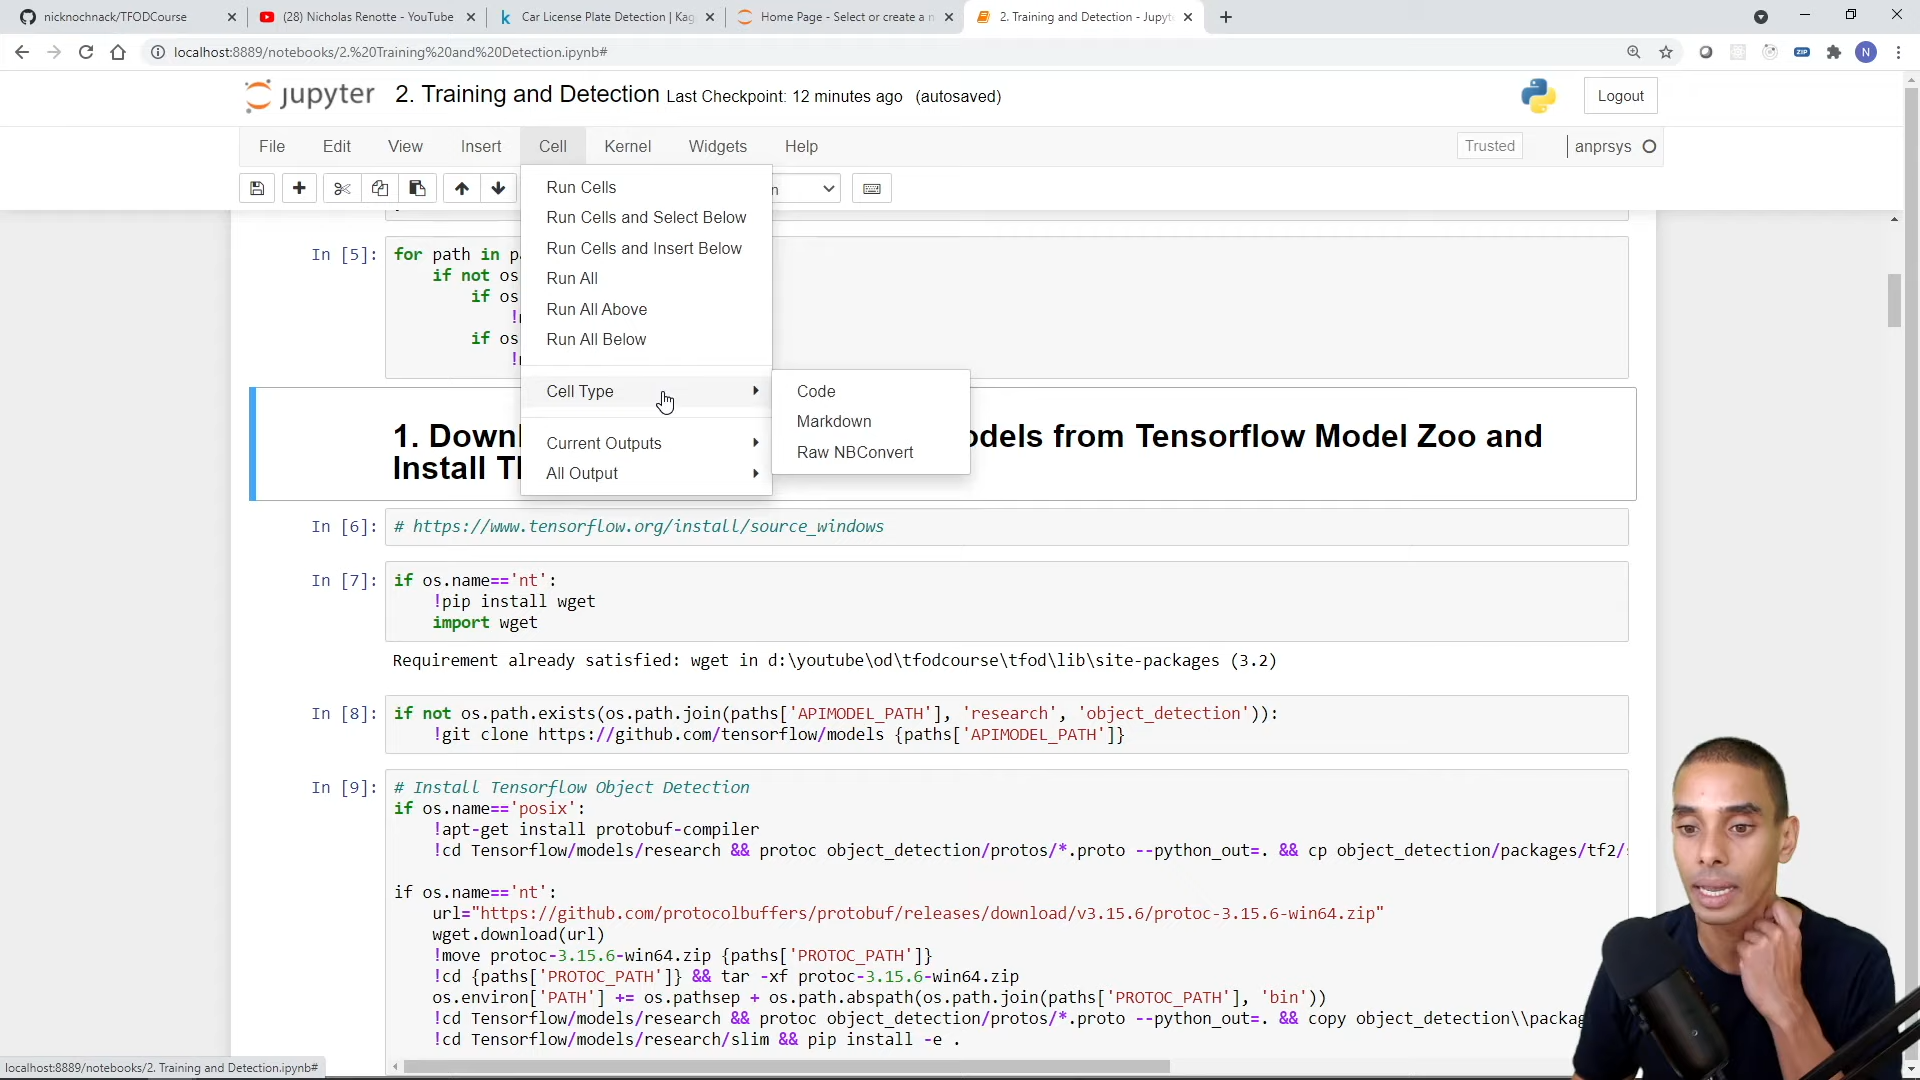 nicknochnack/TFODCourse
(28) Nicholas Renotte - YouTube
Car License Plate Detection | Kag
Home Page - Select or create a n
2. Training and Detection - Jupyt
localhost:8889/notebooks/2.%20Training%20and%20Detection.ipynb#
ZIP
N
jupyter 2. Training and Detection Last Checkpoint: 12 minutes ago (autosaved)
Logout
File Edit View Insert Cell Kernel Widgets Help
Trusted
anprsys
n
Run Cells
Run Cells and Select Below
Run Cells and Insert Below
Run All
Run All Above
Run All Below
Cell Type
Current Outputs
All Output
Code
Markdown
Raw NBConvert
In [5]: for path in p
if not os
if os
!
if os
!
1. Down
odels from Tensorflow Model Zoo and
Install T
In [6]: # https://www.tensorflow.org/install/source_windows
In [7]: if os.name=='nt':
!pip install wget
import wget
Requirement already satisfied: wget in d:\youtube\od\tfodcourse\tfod\lib\site-packages (3.2)
In [8]: if not os.path.exists(os.path.join(paths['APIMODEL_PATH'], 'research', 'object_detection')):
!git clone https://github.com/tensorflow/models {paths['APIMODEL_PATH']}
In [9]: # Install Tensorflow Object Detection
if os.name=='posix':
!apt-get install protobuf-compiler
!cd Tensorflow/models/research && protoc object_detection/protos/*.proto --python_out=. && cp object_detection/packages/tf2/
if os.name=='nt':
url="https://github.com/protocolbuffers/protobuf/releases/download/v3.15.6/protoc-3.15.6-win64.zip"
wget.download(url)
!move protoc-3.15.6-win64.zip {paths['PROTOC_PATH']}
!cd {paths['PROTOC_PATH']} && tar -xf protoc-3.15.6-win64.zip
os.environ['PATH'] += os.pathsep + os.path.abspath(os.path.join(paths['PROTOC_PATH'], 'bin'))
!cd Tensorflow/models/research && protoc object_detection/protos/*.proto --python_out=. && copy object_detection\\packag
!cd Tensorflow/models/research/slim && pip install -e .
localhost:8889/notebooks/2. Training and Detection.ipynb#